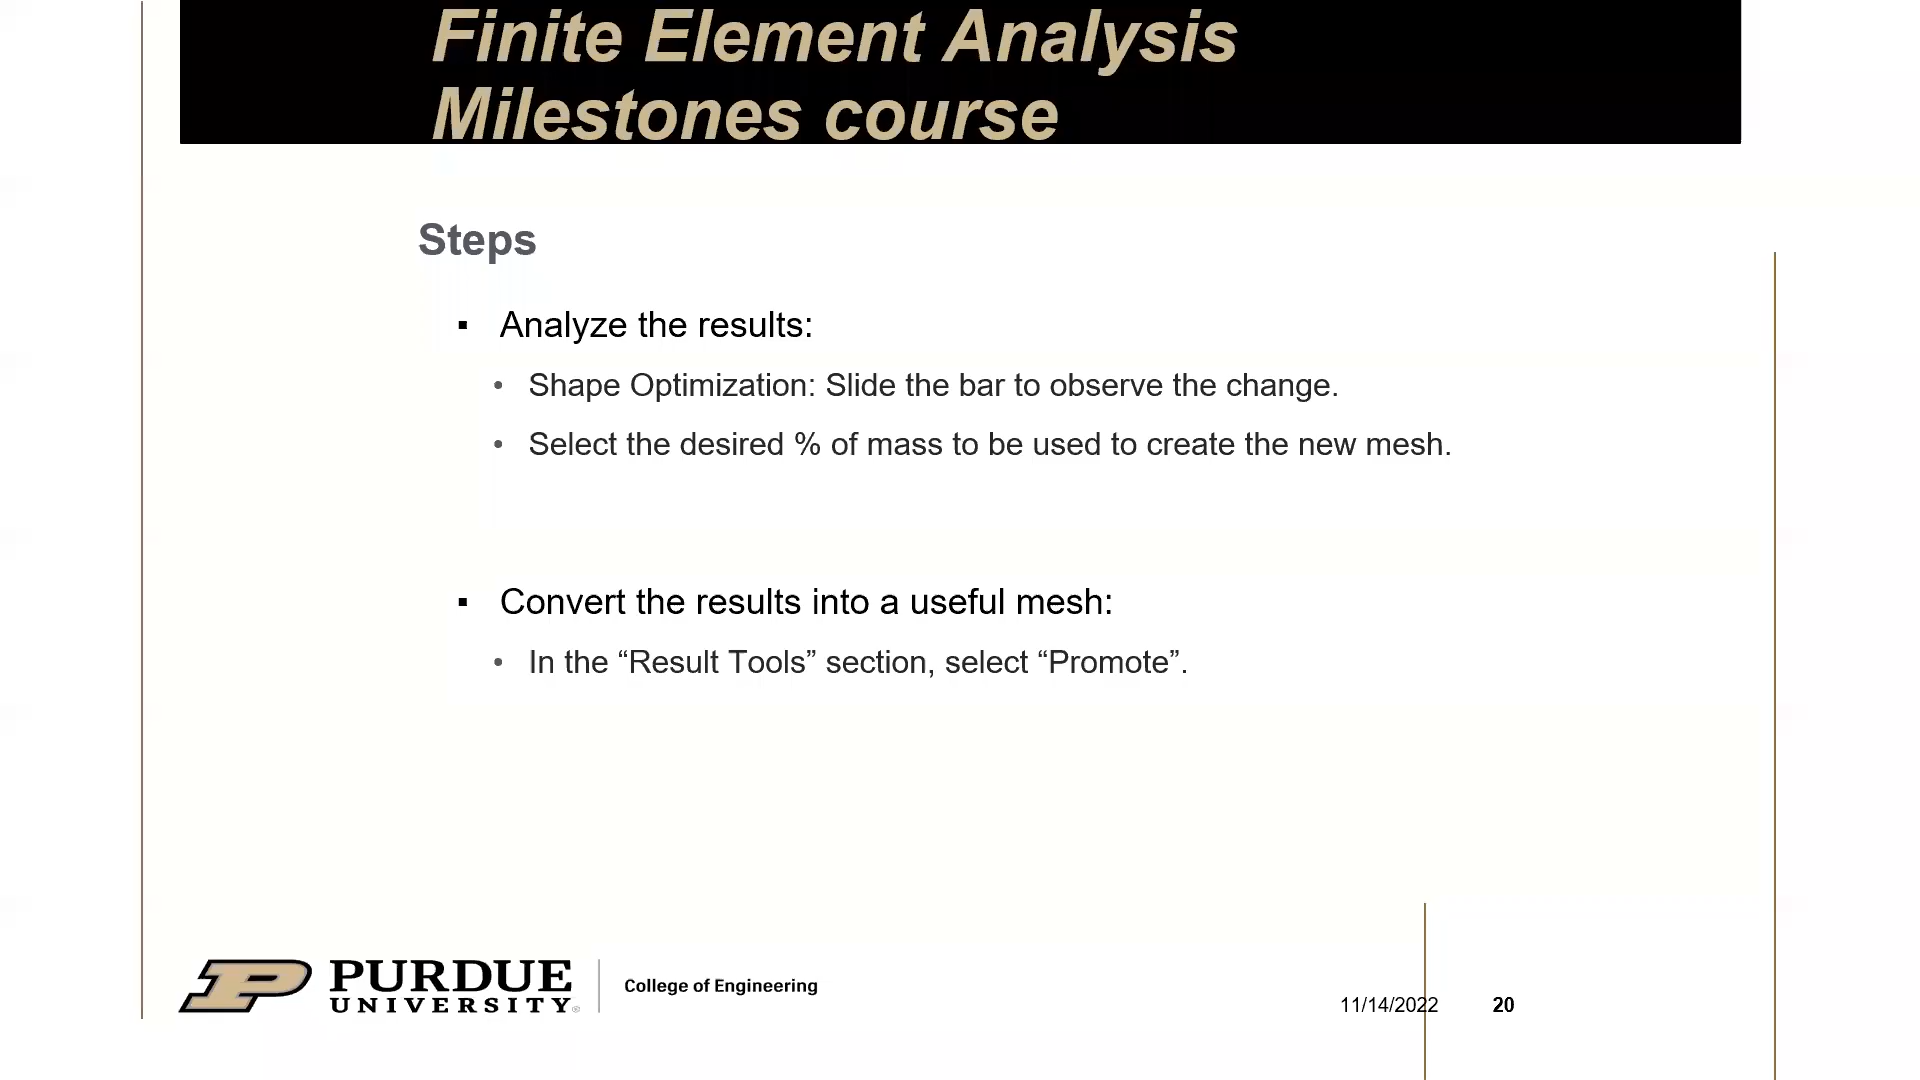 Finite Element Analysis
Milestones course
Steps
▪ Analyze the results:
• Shape Optimization: Slide the bar to observe the change.
• Select the desired % of mass to be used to create the new mesh.
▪ Convert the results into a useful mesh:
• In the “Result Tools” section, select “Promote”.
PURDUE
UNIVERSITY®
College of Engineering
11/14/2022 20